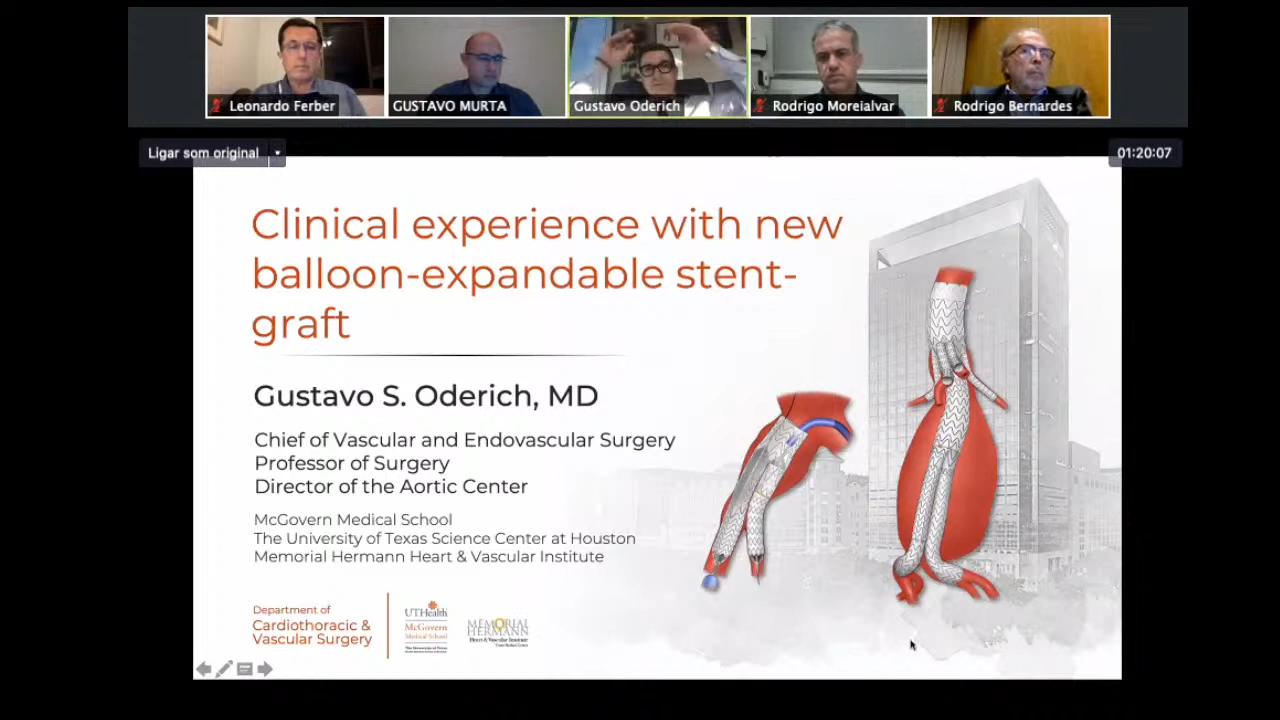 Leonardo Ferber
GUSTAVO MURTA
Gustavo Oderich
Rodrigo Moreialvar
Rodrigo Bernardes
Ligar som original
01:20:07
Clinical experience with new
balloon-expandable stent-
graft
Gustavo S. Oderich, MD
Chief of Vascular and Endovascular Surgery
Professor of Surgery
Director of the Aortic Center
McGovern Medical School
The University of Texas Science Center at Houston
Memorial Hermann Heart & Vascular Institute
Department of
Cardiothoracic &
Vascular Surgery
UTHealth
McGovern
Medical School
MEMORIAL
HERMANN
Heart & Vascular Institute